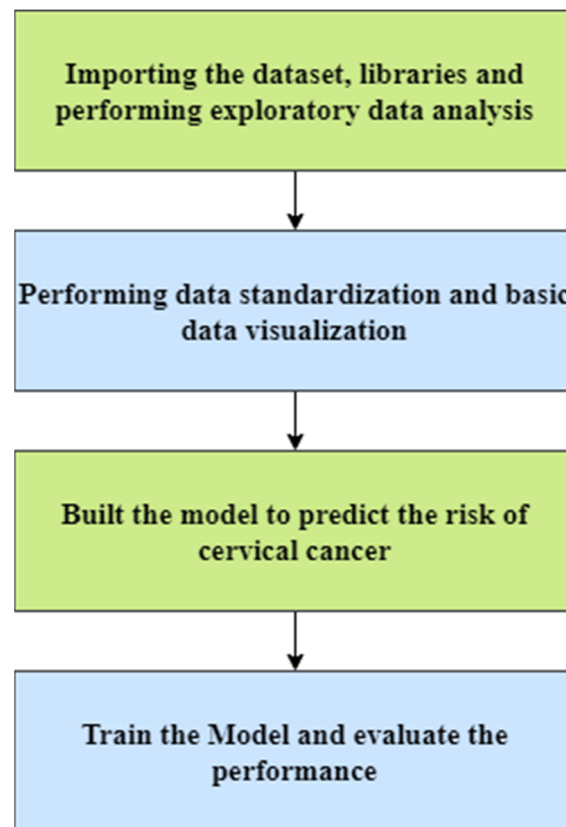 Importing the dataset, libraries and
performing exploratory data analysis
Performing data standardization and basic
data visualization
Built the model to predict the risk of
cervical cancer
Train the Model and evaluate the
performance